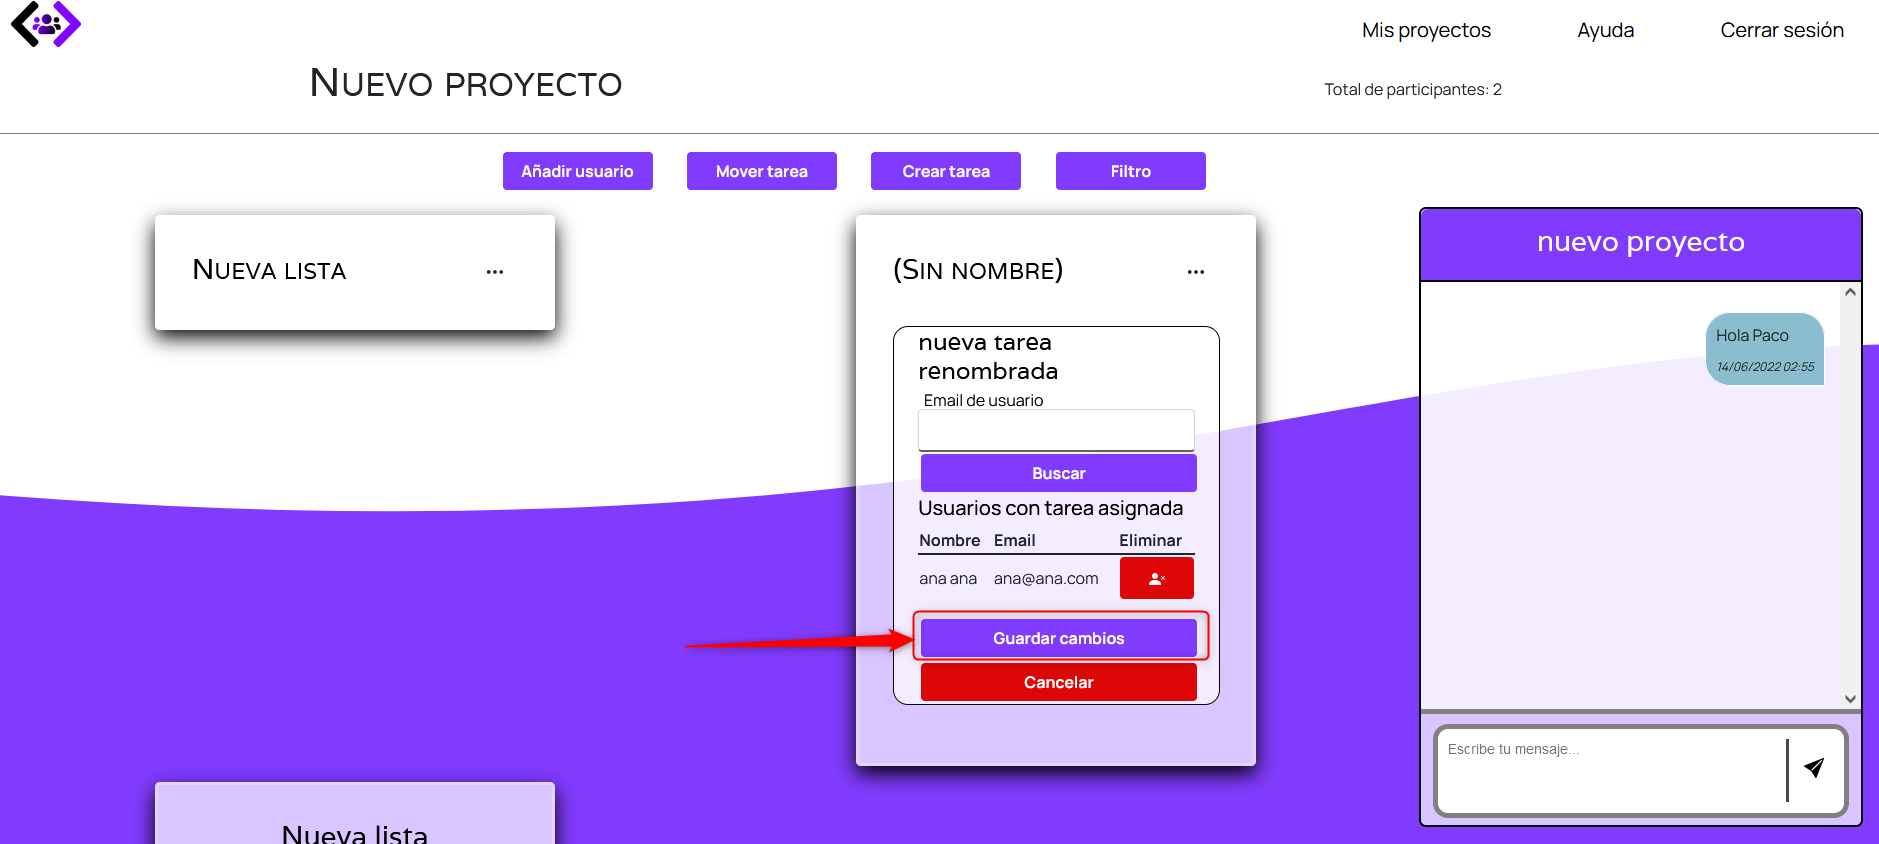 Mis proyectos
Ayuda
Cerrar sesión
Nuevo proyecto
Total de participantes: 2
Añadir usuario
Mover tarea
Crear tarea
Filtro
Nueva lista
...
(Sin nombre)
...
nueva tarea
renombrada
Email de usuario
Buscar
Usuarios con tarea asignada
Nombre Email Eliminar
ana ana ana@ana.com
Guardar cambios
Cancelar
Nueva lista
nuevo proyecto
Hola Paco
14/06/2022 02:55
Escribe tu mensaje...